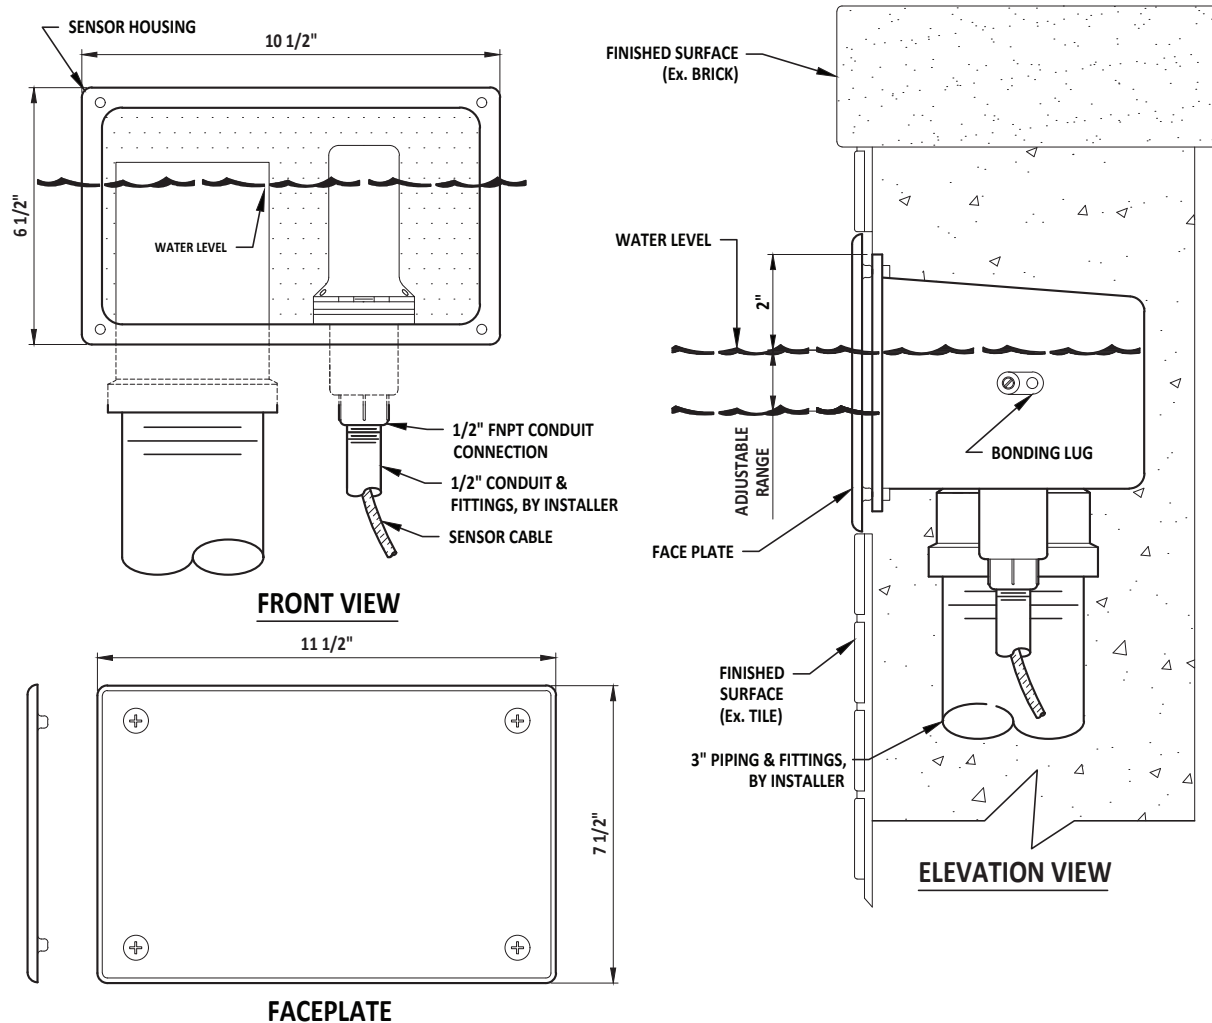 SENSOR HOUSING
10 1/2"
6 1/2"
WATER LEVEL
1/2" FNPT CONDUIT
CONNECTION
1/2" CONDUIT &
FITTINGS, BY INSTALLER
SENSOR CABLE
FRONT VIEW
11 1/2"
7 1/2"
FACEPLATE
FINISHED SURFACE
(Ex. BRICK)
WATER LEVEL
2"
ADJUSTABLE
RANGE
BONDING LUG
FACE PLATE
FINISHED
SURFACE
(Ex. TILE)
3" PIPING & FITTINGS,
BY INSTALLER
ELEVATION VIEW